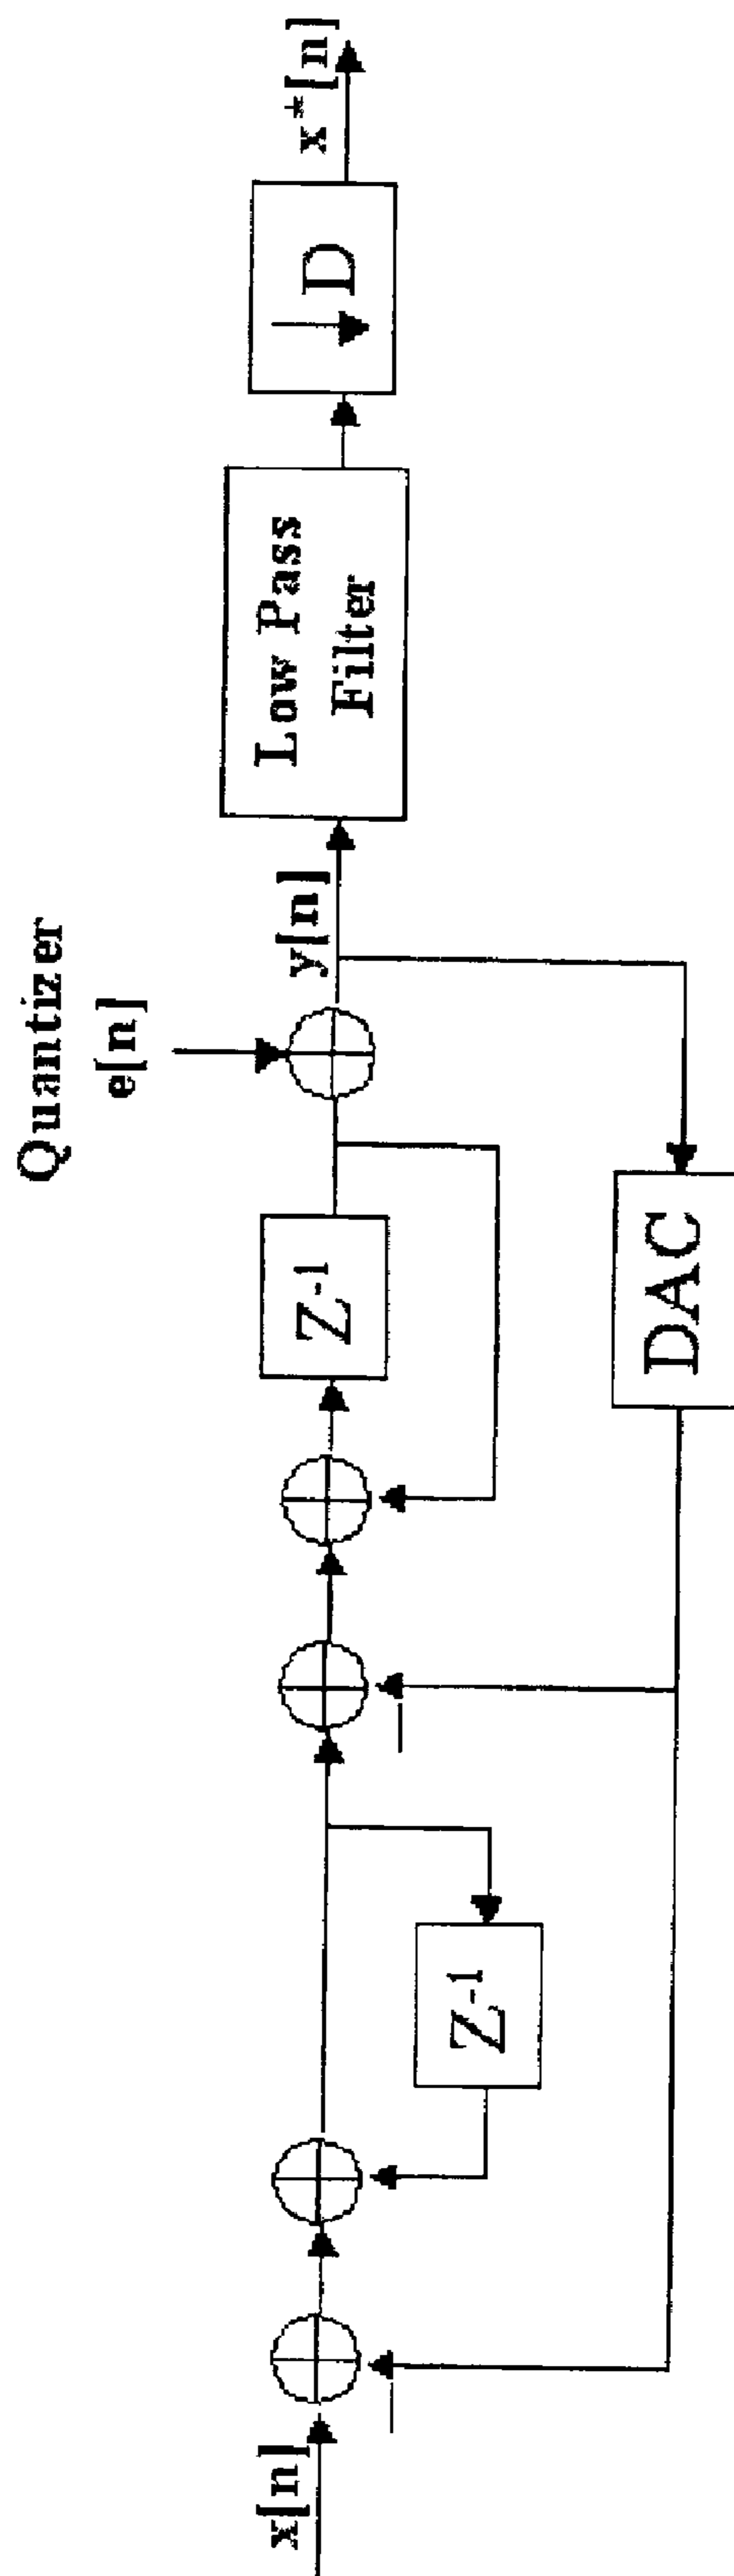 Quantizer
e[n]
x[n]
y[n]
x*[n]
Z-1
Z-1
Low Pass
Filter
D
DAC